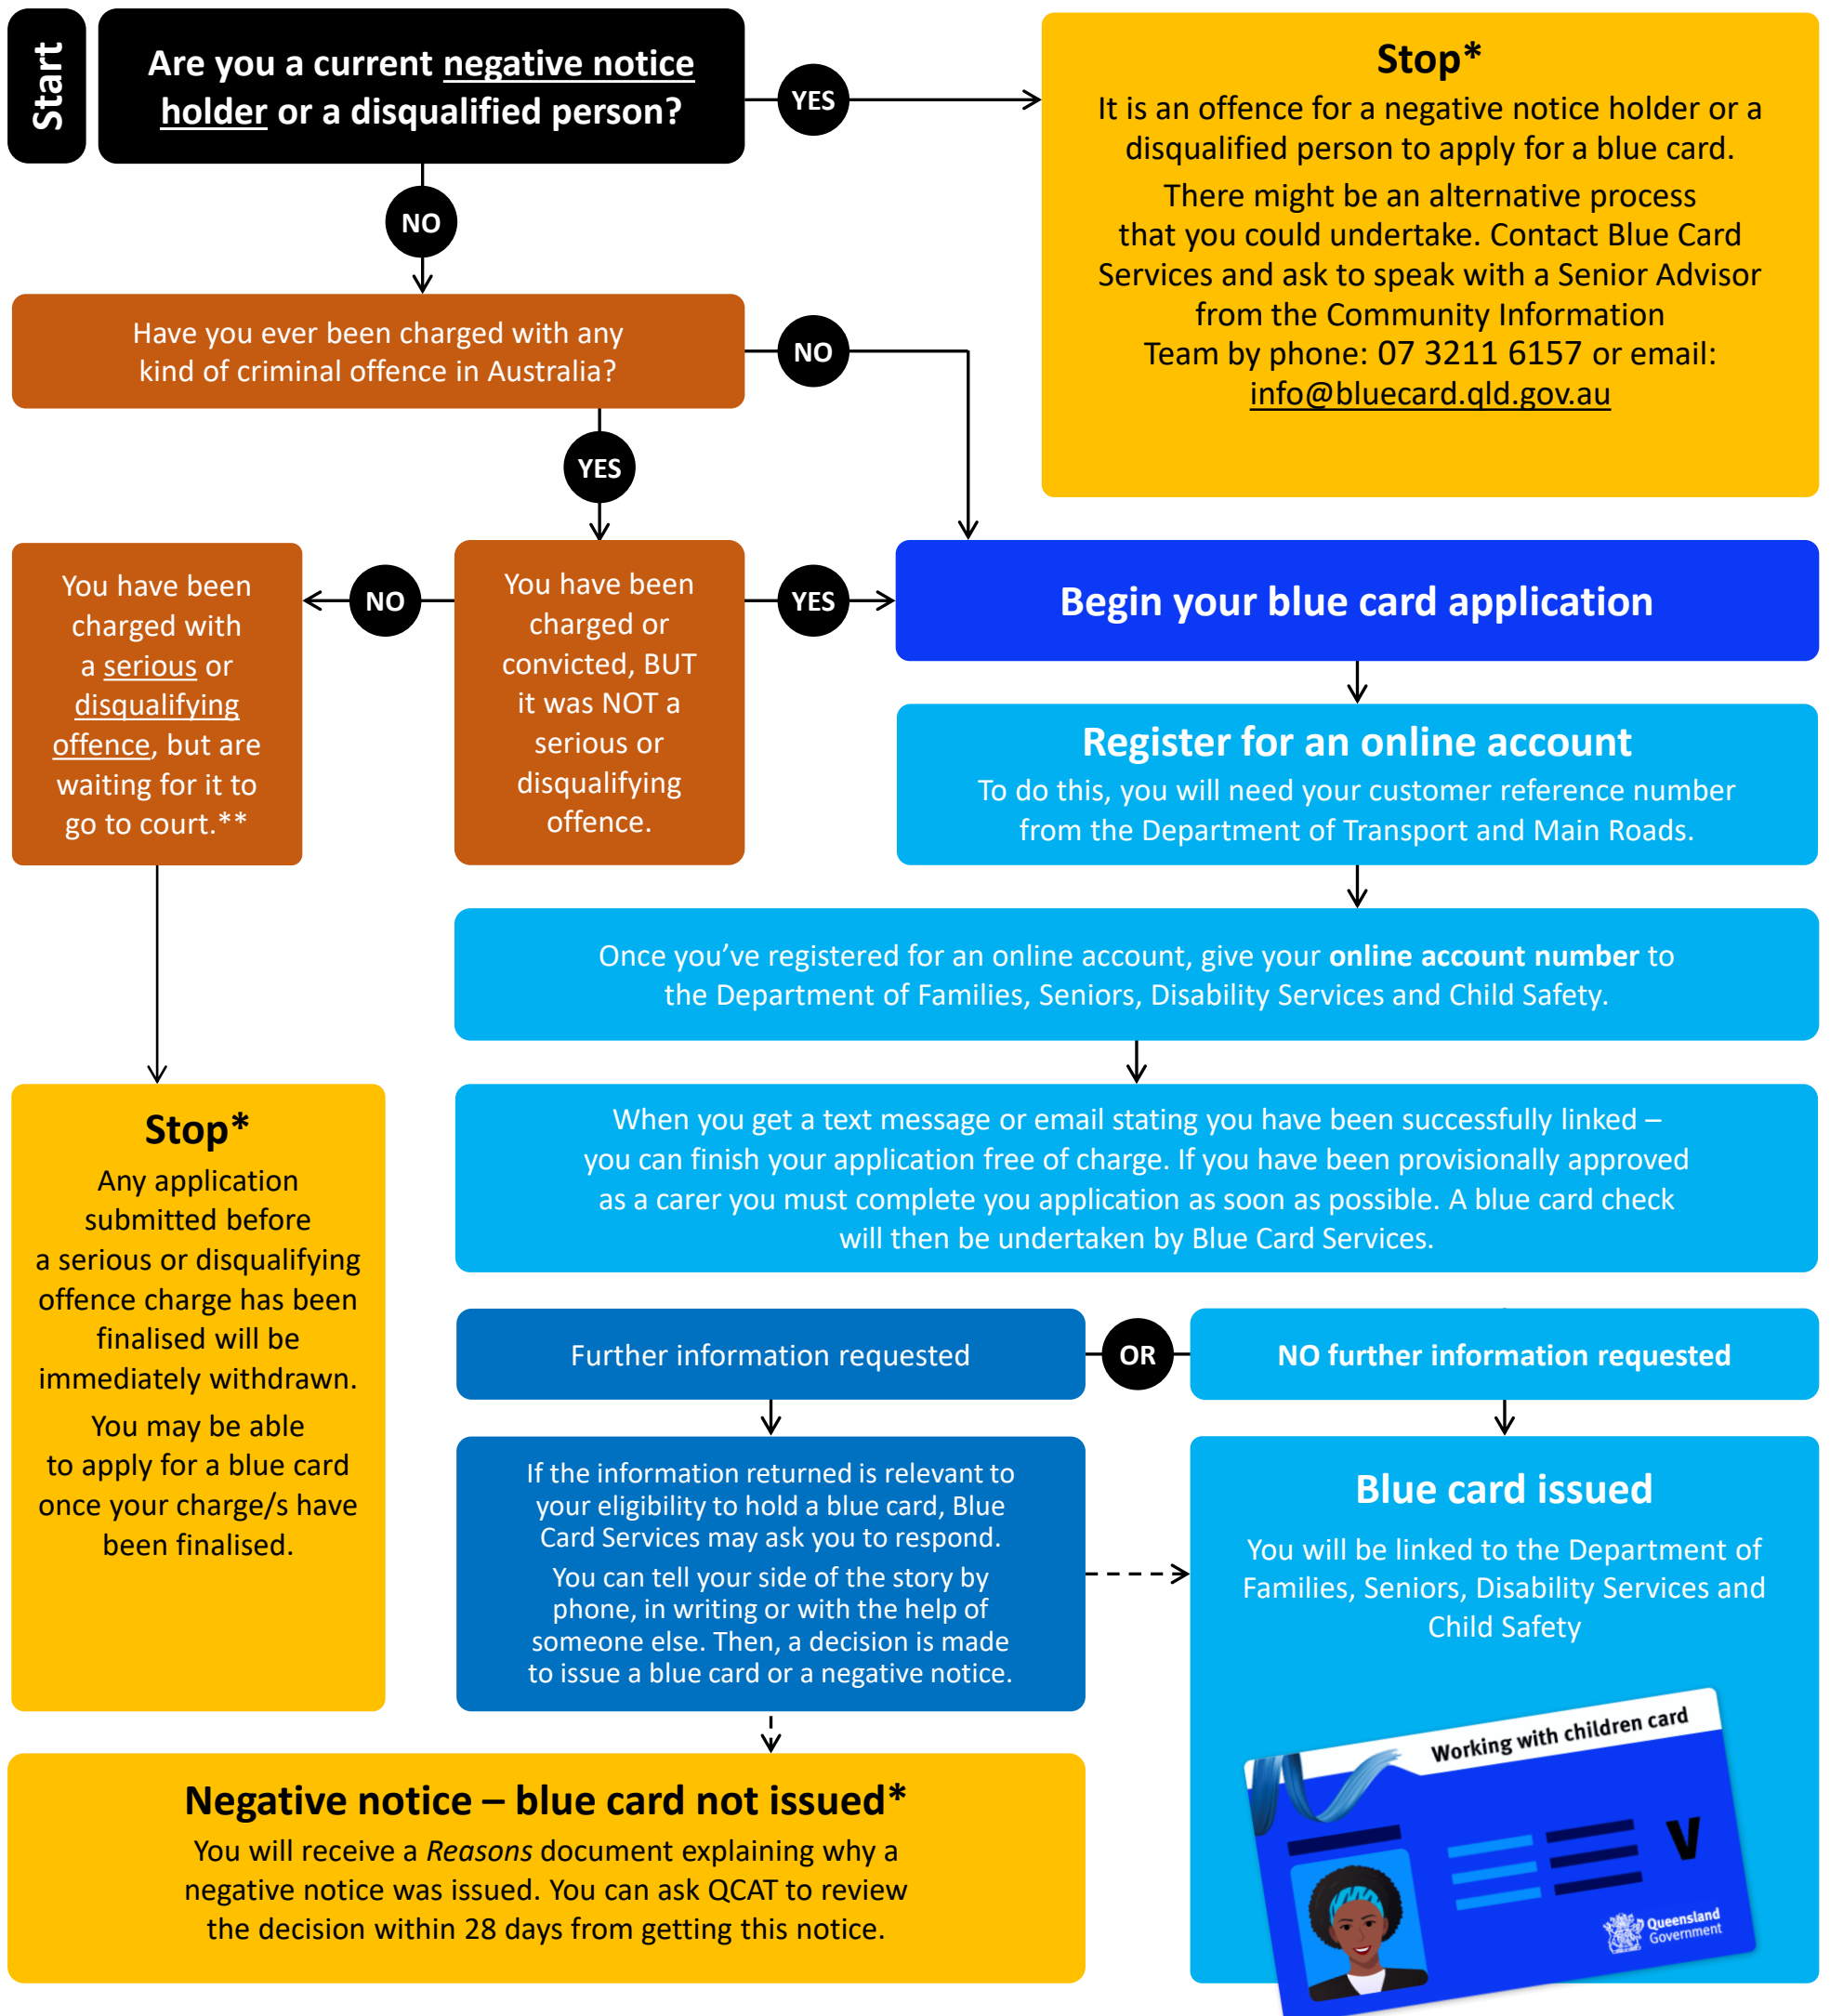 Start
Are you a current negative notice
holder or a disqualified person?
YES
Stop*
It is an offence for a negative notice holder or a
disqualified person to apply for a blue card.
There might be an alternative process
that you could undertake. Contact Blue Card
Services and ask to speak with a Senior Advisor
from the Community Information
Team by phone: 07 3211 6157 or email:
info@bluecard.qld.gov.au
NO
Have you ever been charged with any
kind of criminal offence in Australia?
NO
YES
You have been
charged with
a serious or
disqualifying
offence, but are
waiting for it to
go to court.**
NO
You have been
charged or
convicted, BUT
it was NOT a
serious or
disqualifying
offence.
YES
Begin your blue card application
Register for an online account
To do this, you will need your customer reference number
from the Department of Transport and Main Roads.
Once you’ve registered for an online account, give your online account number to
the Department of Families, Seniors, Disability Services and Child Safety.
When you get a text message or email stating you have been successfully linked –
you can finish your application free of charge. If you have been provisionally approved
as a carer you must complete you application as soon as possible. A blue card check
will then be undertaken by Blue Card Services.
Stop*
Any application
submitted before
a serious or disqualifying
offence charge has been
finalised will be
immediately withdrawn.
You may be able
to apply for a blue card
once your charge/s have
been finalised.
Further information requested
OR
NO further information requested
If the information returned is relevant to
your eligibility to hold a blue card, Blue
Card Services may ask you to respond.
You can tell your side of the story by
phone, in writing or with the help of
someone else. Then, a decision is made
to issue a blue card or a negative notice.
Blue card issued
You will be linked to the Department of
Families, Seniors, Disability Services and
Child Safety
Negative notice – blue card not issued*
You will receive a Reasons document explaining why a
negative notice was issued. You can ask QCAT to review
the decision within 28 days from getting this notice.
Working with children card
V
Queensland
Government